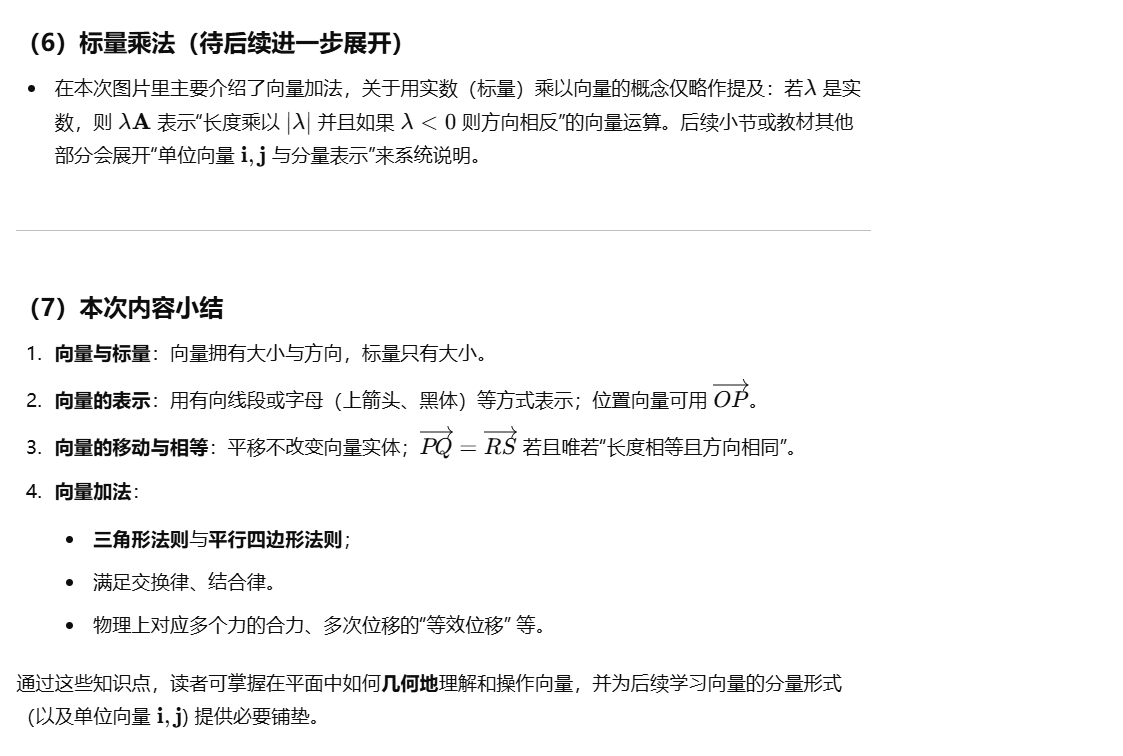 （6）标量乘法（待后续进一步展开）
• 在本次图片里主要介绍了向量加法，关于用实数（标量）乘以向量的概念仅略作提及：若λ 是实
数，则 λA 表示“长度乘以 |λ| 并且如果 λ < 0 则方向相反”的向量运算。后续小节或教材其他
部分会展开“单位向量 i, j 与分量表示”来系统说明。
（7）本次内容小结
1. 向量与标量：向量拥有大小与方向，标量只有大小。
2. 向量的表示：用有向线段或字母（上箭头、黑体）等方式表示；位置向量可用 $\overrightarrow{OP}$。
3. 向量的移动与相等：平移不改变向量实体；$\overrightarrow{PQ} = \overrightarrow{RS}$ 若且唯若“长度相等且方向相同”。
4. 向量加法：
• 三角形法则与平行四边形法则；
• 满足交换律、结合律。
• 物理上对应多个力的合力、多次位移的“等效位移” 等。
通过这些知识点，读者可掌握在平面中如何几何地理解和操作向量，并为后续学习向量的分量形式
（以及单位向量 i, j) 提供必要铺垫。